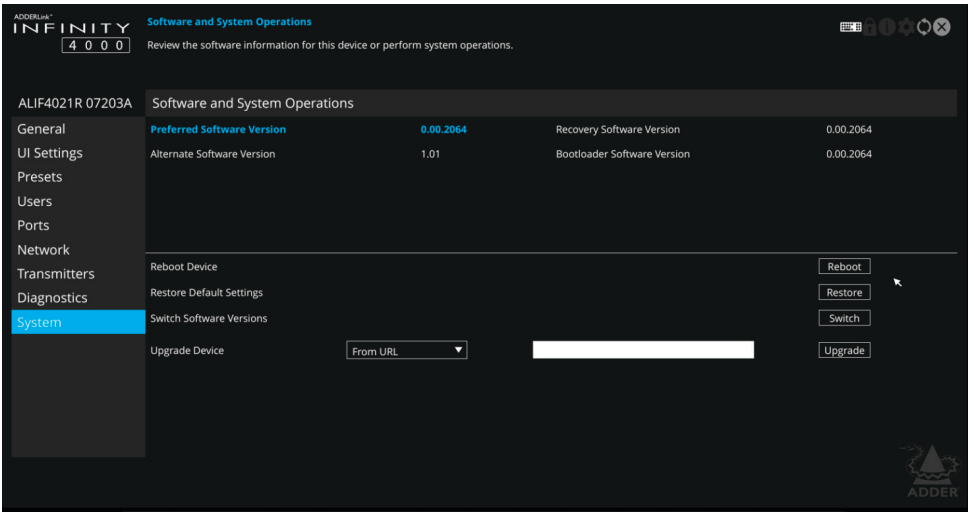 ADDERLink™
INFINITY
4000
Software and System Operations
Review the software information for this device or perform system operations.
ALIF4021R 07203A
Software and System Operations
General
UI Settings
Presets
Users
Ports
Network
Transmitters
Diagnostics
System
Preferred Software Version 0.00.2064 Recovery Software Version 0.00.2064
Alternate Software Version 1.01 Bootloader Software Version 0.00.2064
Reboot Device Reboot
Restore Default Settings Restore
Switch Software Versions Switch
Upgrade Device From URL Upgrade
ADDER